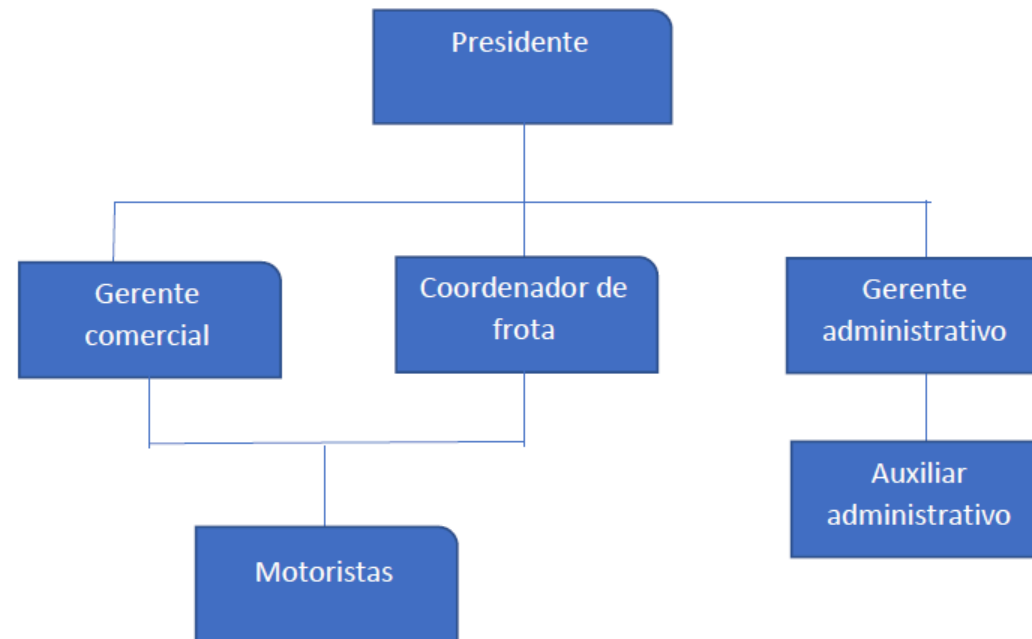 Presidente
Gerente
comercial
Coordenador de
frota
Gerente
administrativo
Motoristas
Auxiliar
administrativo